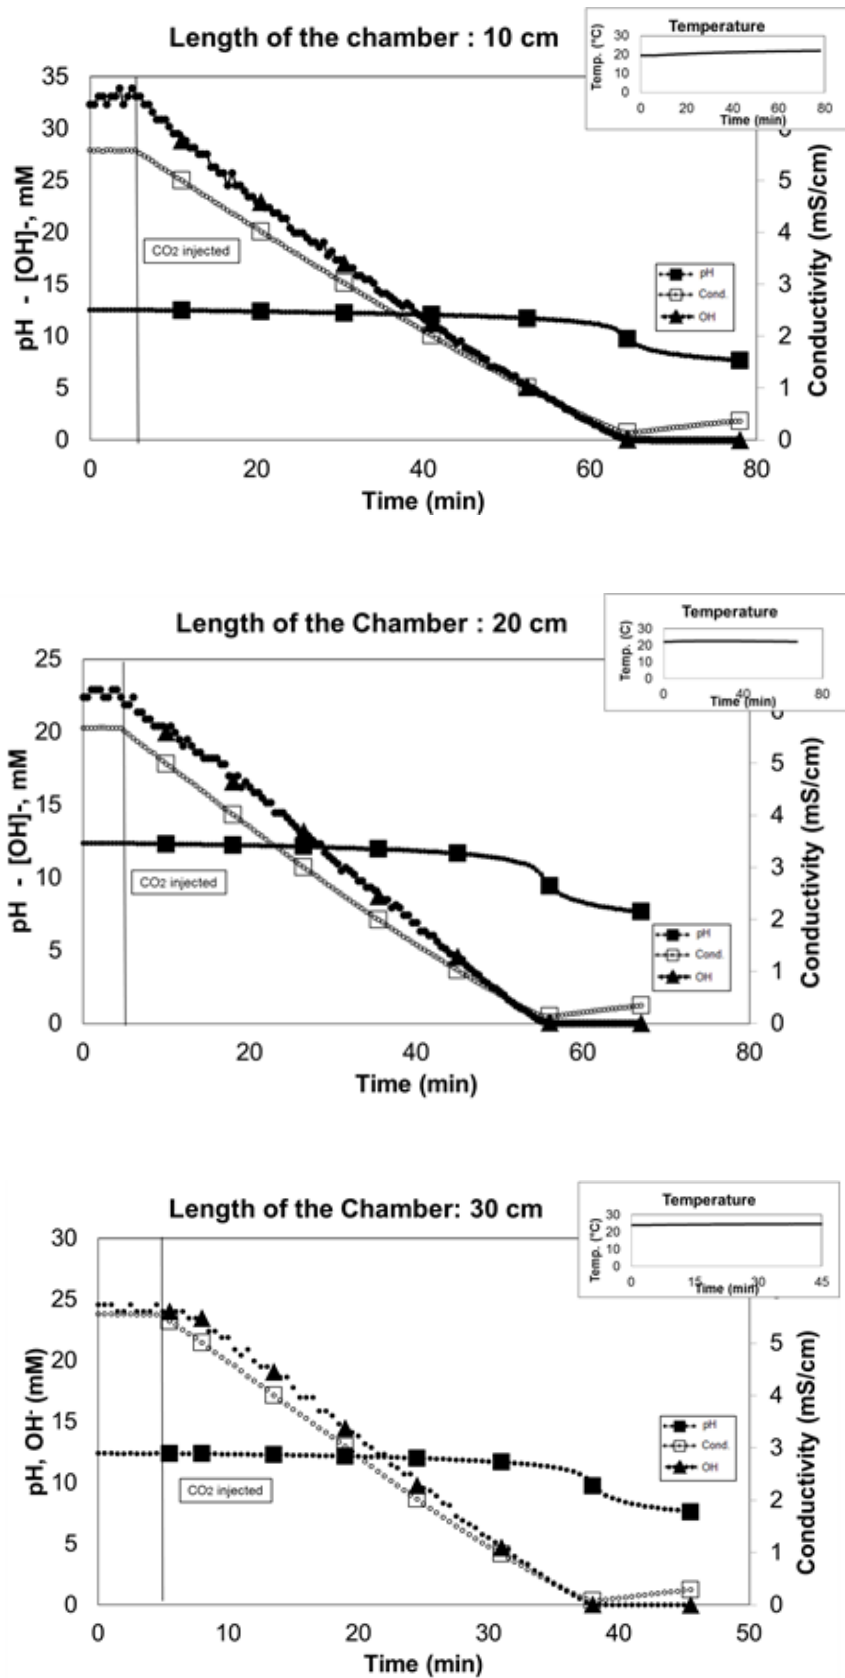 Length of the chamber : 10 cm
Temperature
Temp. (°C)
30
20
10
0
0 20 40 60 80
Time (min)
35
30
25
20
15
10
5
0
pH - [OH]-, mM
CO2 injected
pH
Cond.
OH
6
5
4
3
2
1
0
Conductivity (mS/cm)
0 20 40 60 80
Time (min)
Length of the Chamber : 20 cm
Temperature
Temp. (C)
30
20
10
0
0 40 80
Time (min)
25
20
15
10
5
0
pH - [OH]-, mM
CO2 injected
pH
Cond.
OH
6
5
4
3
2
1
0
Conductivity (mS/cm)
0 20 40 60 80
Time (min)
Length of the Chamber: 30 cm
Temperature
Temp. (°C)
30
20
10
0
0 15 30 45
Time (min)
30
25
20
15
10
5
0
pH, OH- (mM)
CO2 injected
pH
Cond.
OH
6
5
4
3
2
1
0
Conductivity (mS/cm)
0 10 20 30 40 50
Time (min)